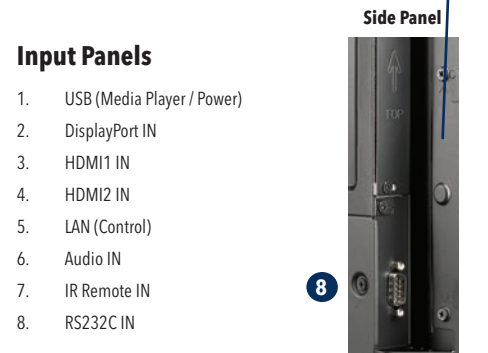 Side Panel
Input Panels
1. USB (Media Player / Power)
2. DisplayPort IN
3. HDMI1 IN
4. HDMI2 IN
5. LAN (Control)
6. Audio IN
7. IR Remote IN
8. RS232C IN
TOP
8